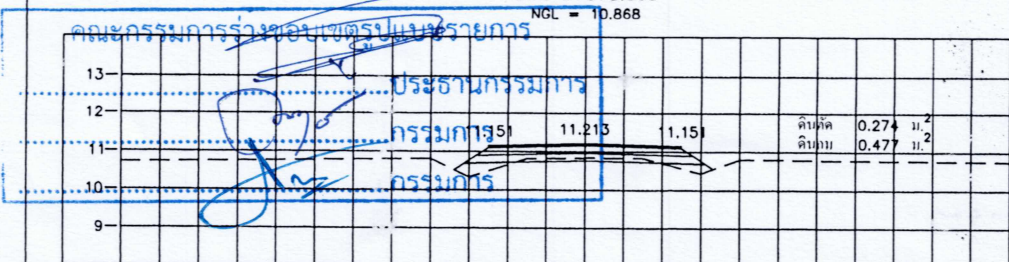 NGL = 10.868
คณะกรรมการร่างขอบเขตรูปแบบรายการ
13
ประธานกรรมการ
12
กรรมการ 11.151 11.213 11.151 ดินตัด 0.274 ม.2
11 ดินถม 0.477 ม.2
10 กรรมการ
9